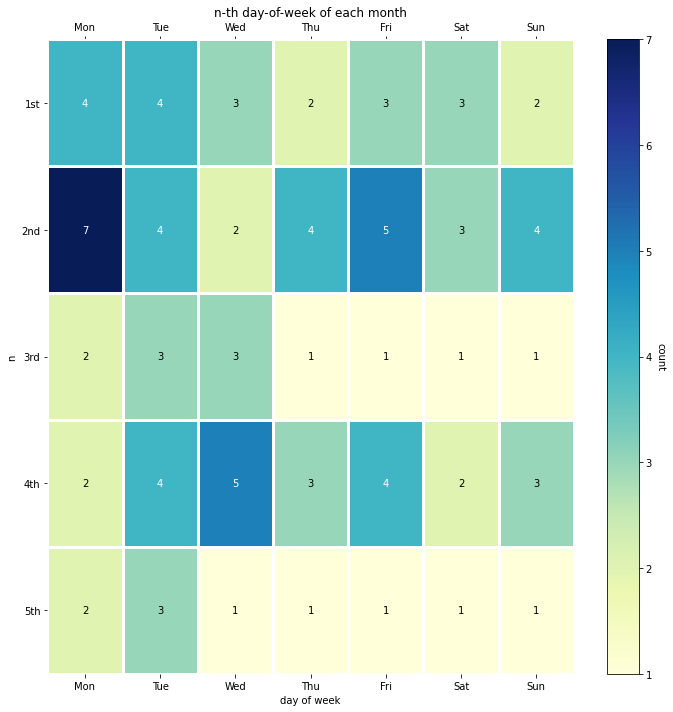 n-th day-of-week of each month
Mon Tue Wed Thu Fri Sat Sun
1st 4 4 3 2 3 3 2
2nd 7 4 2 4 5 3 4
n
3rd 2 3 3 1 1 1 1
4th 2 4 5 3 4 2 3
5th 2 3 1 1 1 1 1
Mon Tue Wed Thu Fri Sat Sun
day of week
7
6
5
4
3
2
1
count